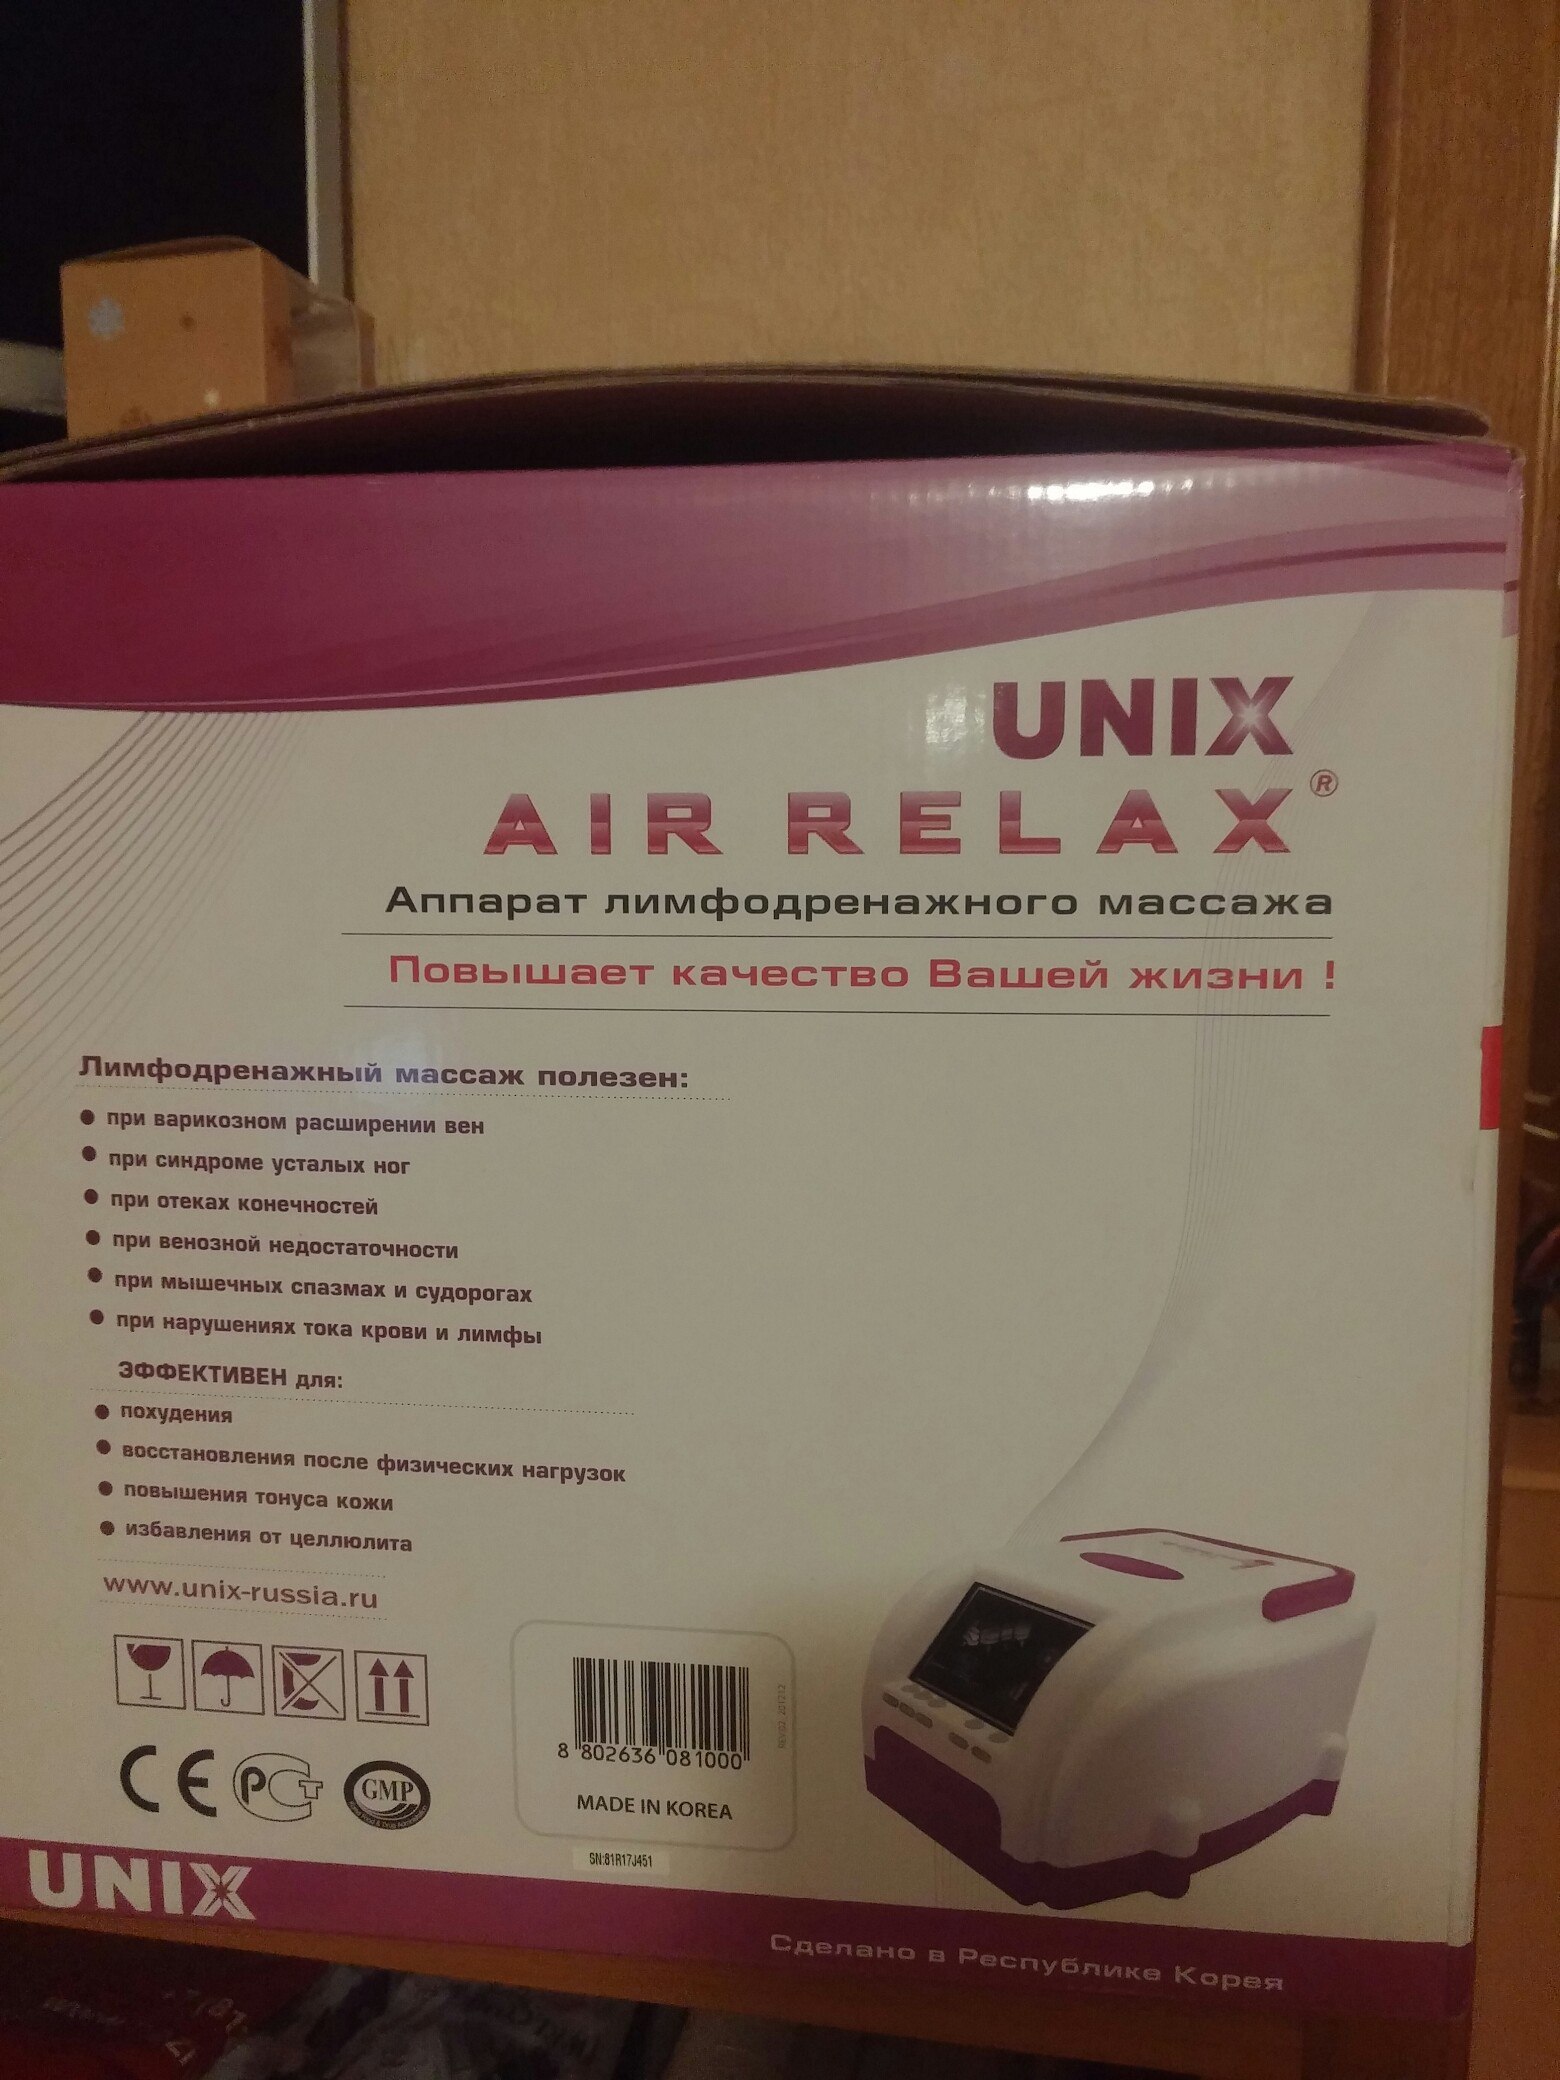 UNIX
AIR RELAX®
Аппарат лимфодренажного массажа
Повышает качество Вашей жизни !
Лимфодренажный массаж полезен:
● при варикозном расширении вен
● при синдроме усталых ног
● при отеках конечностей
● при венозной недостаточности
● при мышечных спазмах и судорогах
● при нарушениях тока крови и лимфы
ЭФФЕКТИВЕН для:
● похудения
● восстановления после физических нагрузок
● повышения тонуса кожи
● избавления от целлюлита
www.unix-russia.ru
CE РСТ GMP
8 802636 081000
MADE IN KOREA
SN:81R17J451
UNIX
Сделано в Республике Корея